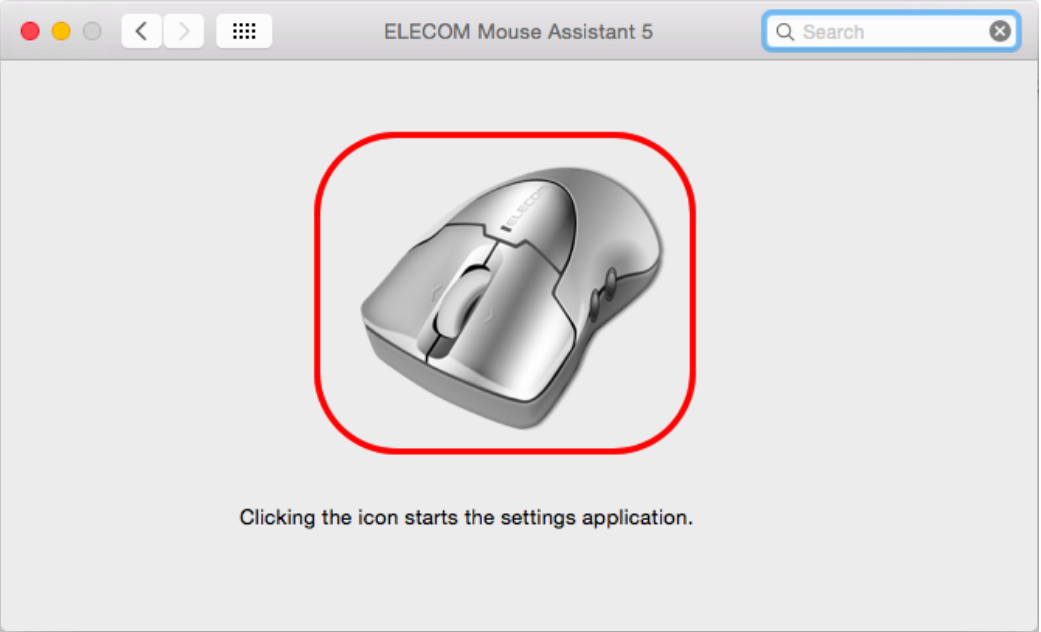 ELECOM Mouse Assistant 5
Search
ELECOM
Clicking the icon starts the settings application.